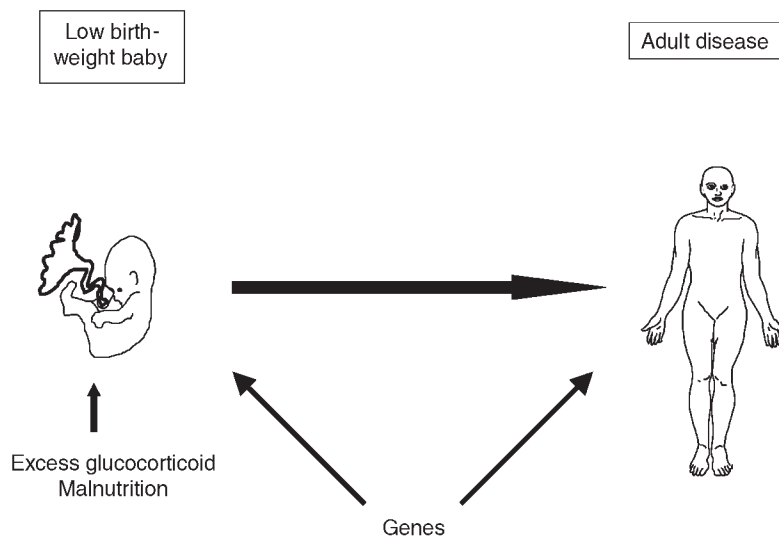 Low birth-
weight baby
Adult disease
Excess glucocorticoid
Malnutrition
Genes